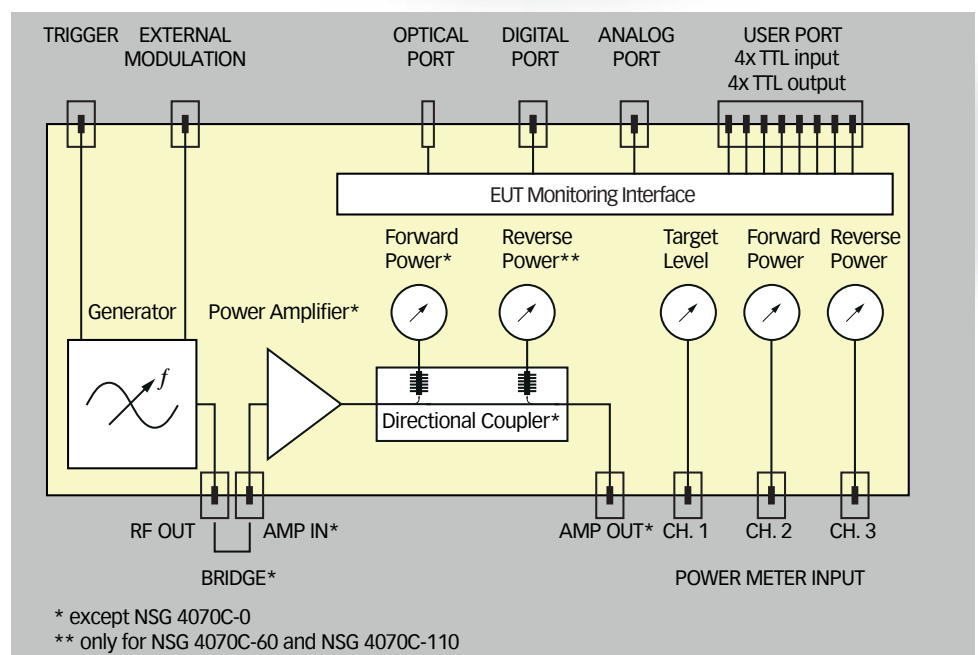 TRIGGER
EXTERNAL
MODULATION
OPTICAL
PORT
DIGITAL
PORT
ANALOG
PORT
USER PORT
4x TTL input
4x TTL output
EUT Monitoring Interface
Forward
Power*
Reverse
Power**
Target
Level
Forward
Power
Reverse
Power
Generator
Power Amplifier*
f
Directional Coupler*
RF OUT
AMP IN*
AMP OUT*
CH. 1
CH. 2
CH. 3
BRIDGE*
POWER METER INPUT
* except NSG 4070C-0
** only for NSG 4070C-60 and NSG 4070C-110